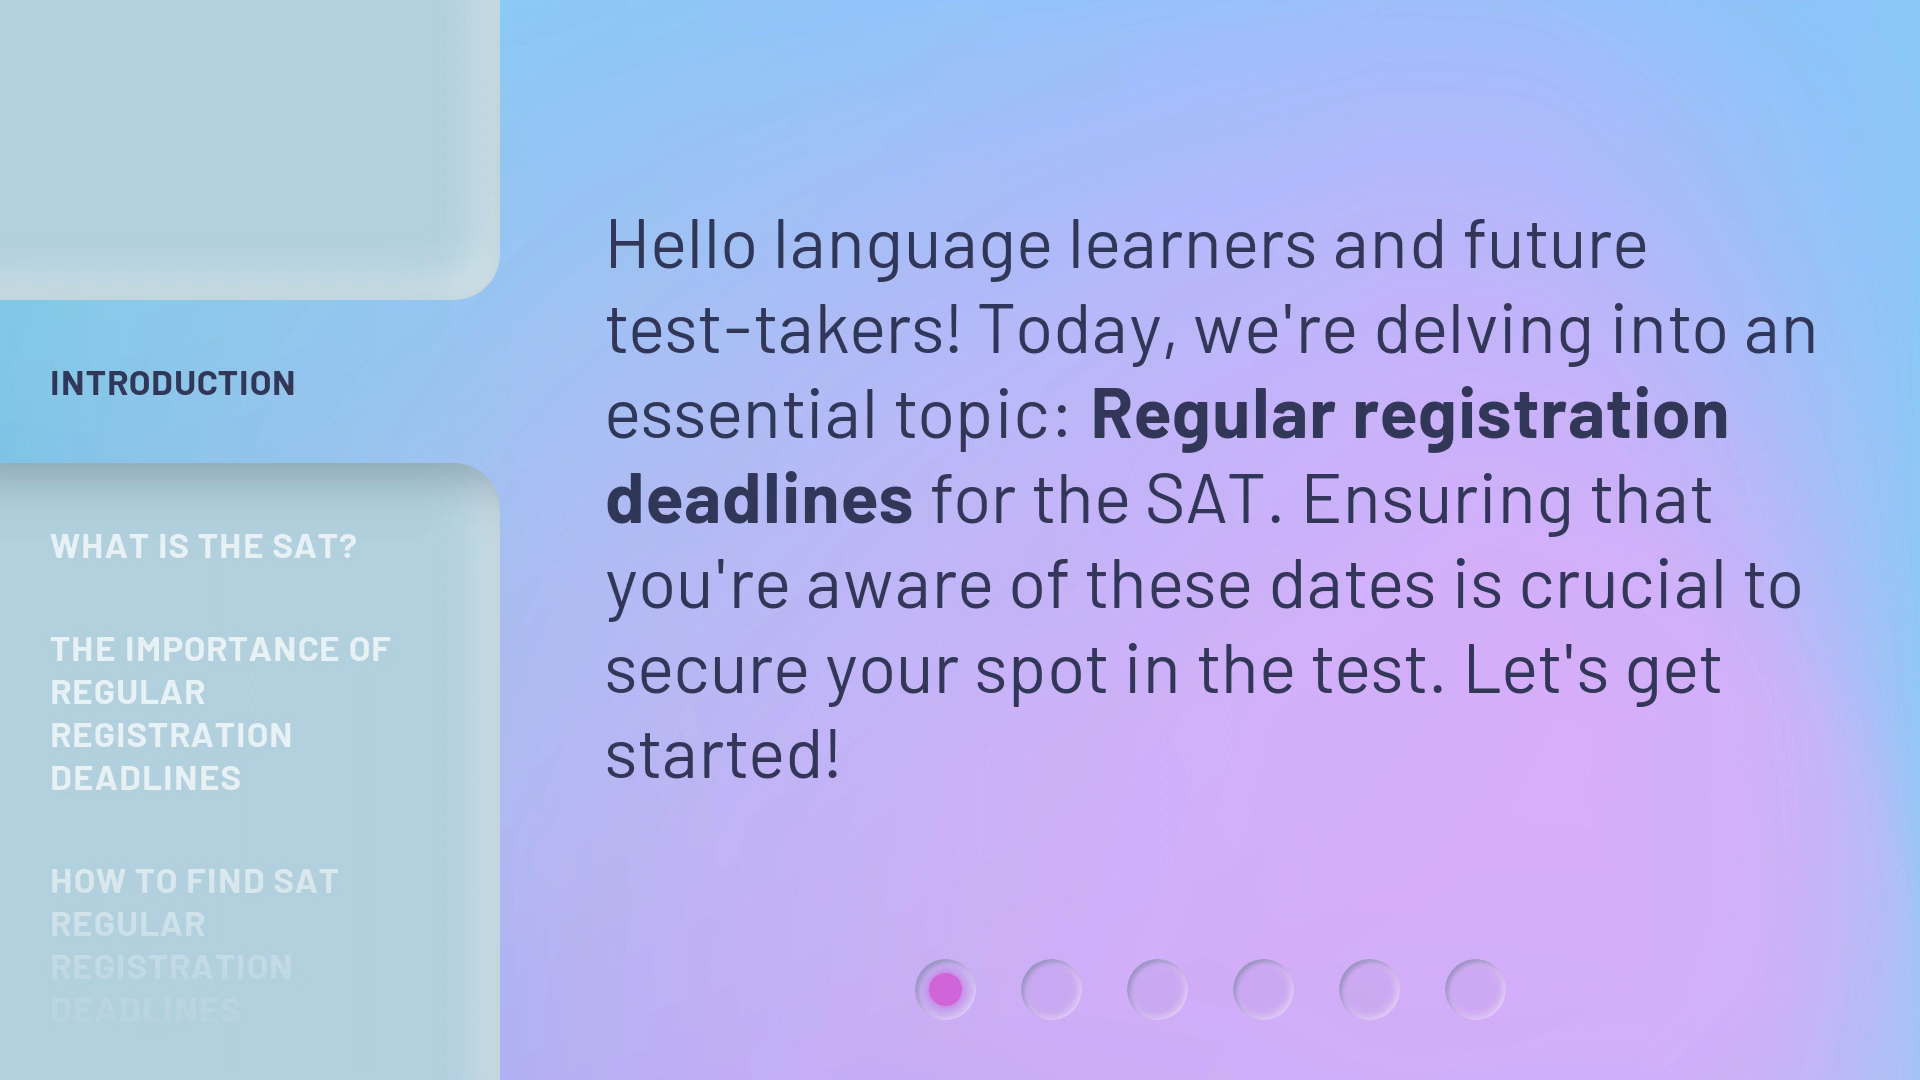 INTRODUCTION
WHAT IS THE SAT?
THE IMPORTANCE OF
REGULAR
REGISTRATION
DEADLINES
HOW TO FIND SAT
REGULAR
REGISTRATION
DEADLINES
Hello language learners and future
test-takers! Today, we're delving into an
essential topic: Regular registration
deadlines for the SAT. Ensuring that
you're aware of these dates is crucial to
secure your spot in the test. Let's get
started!